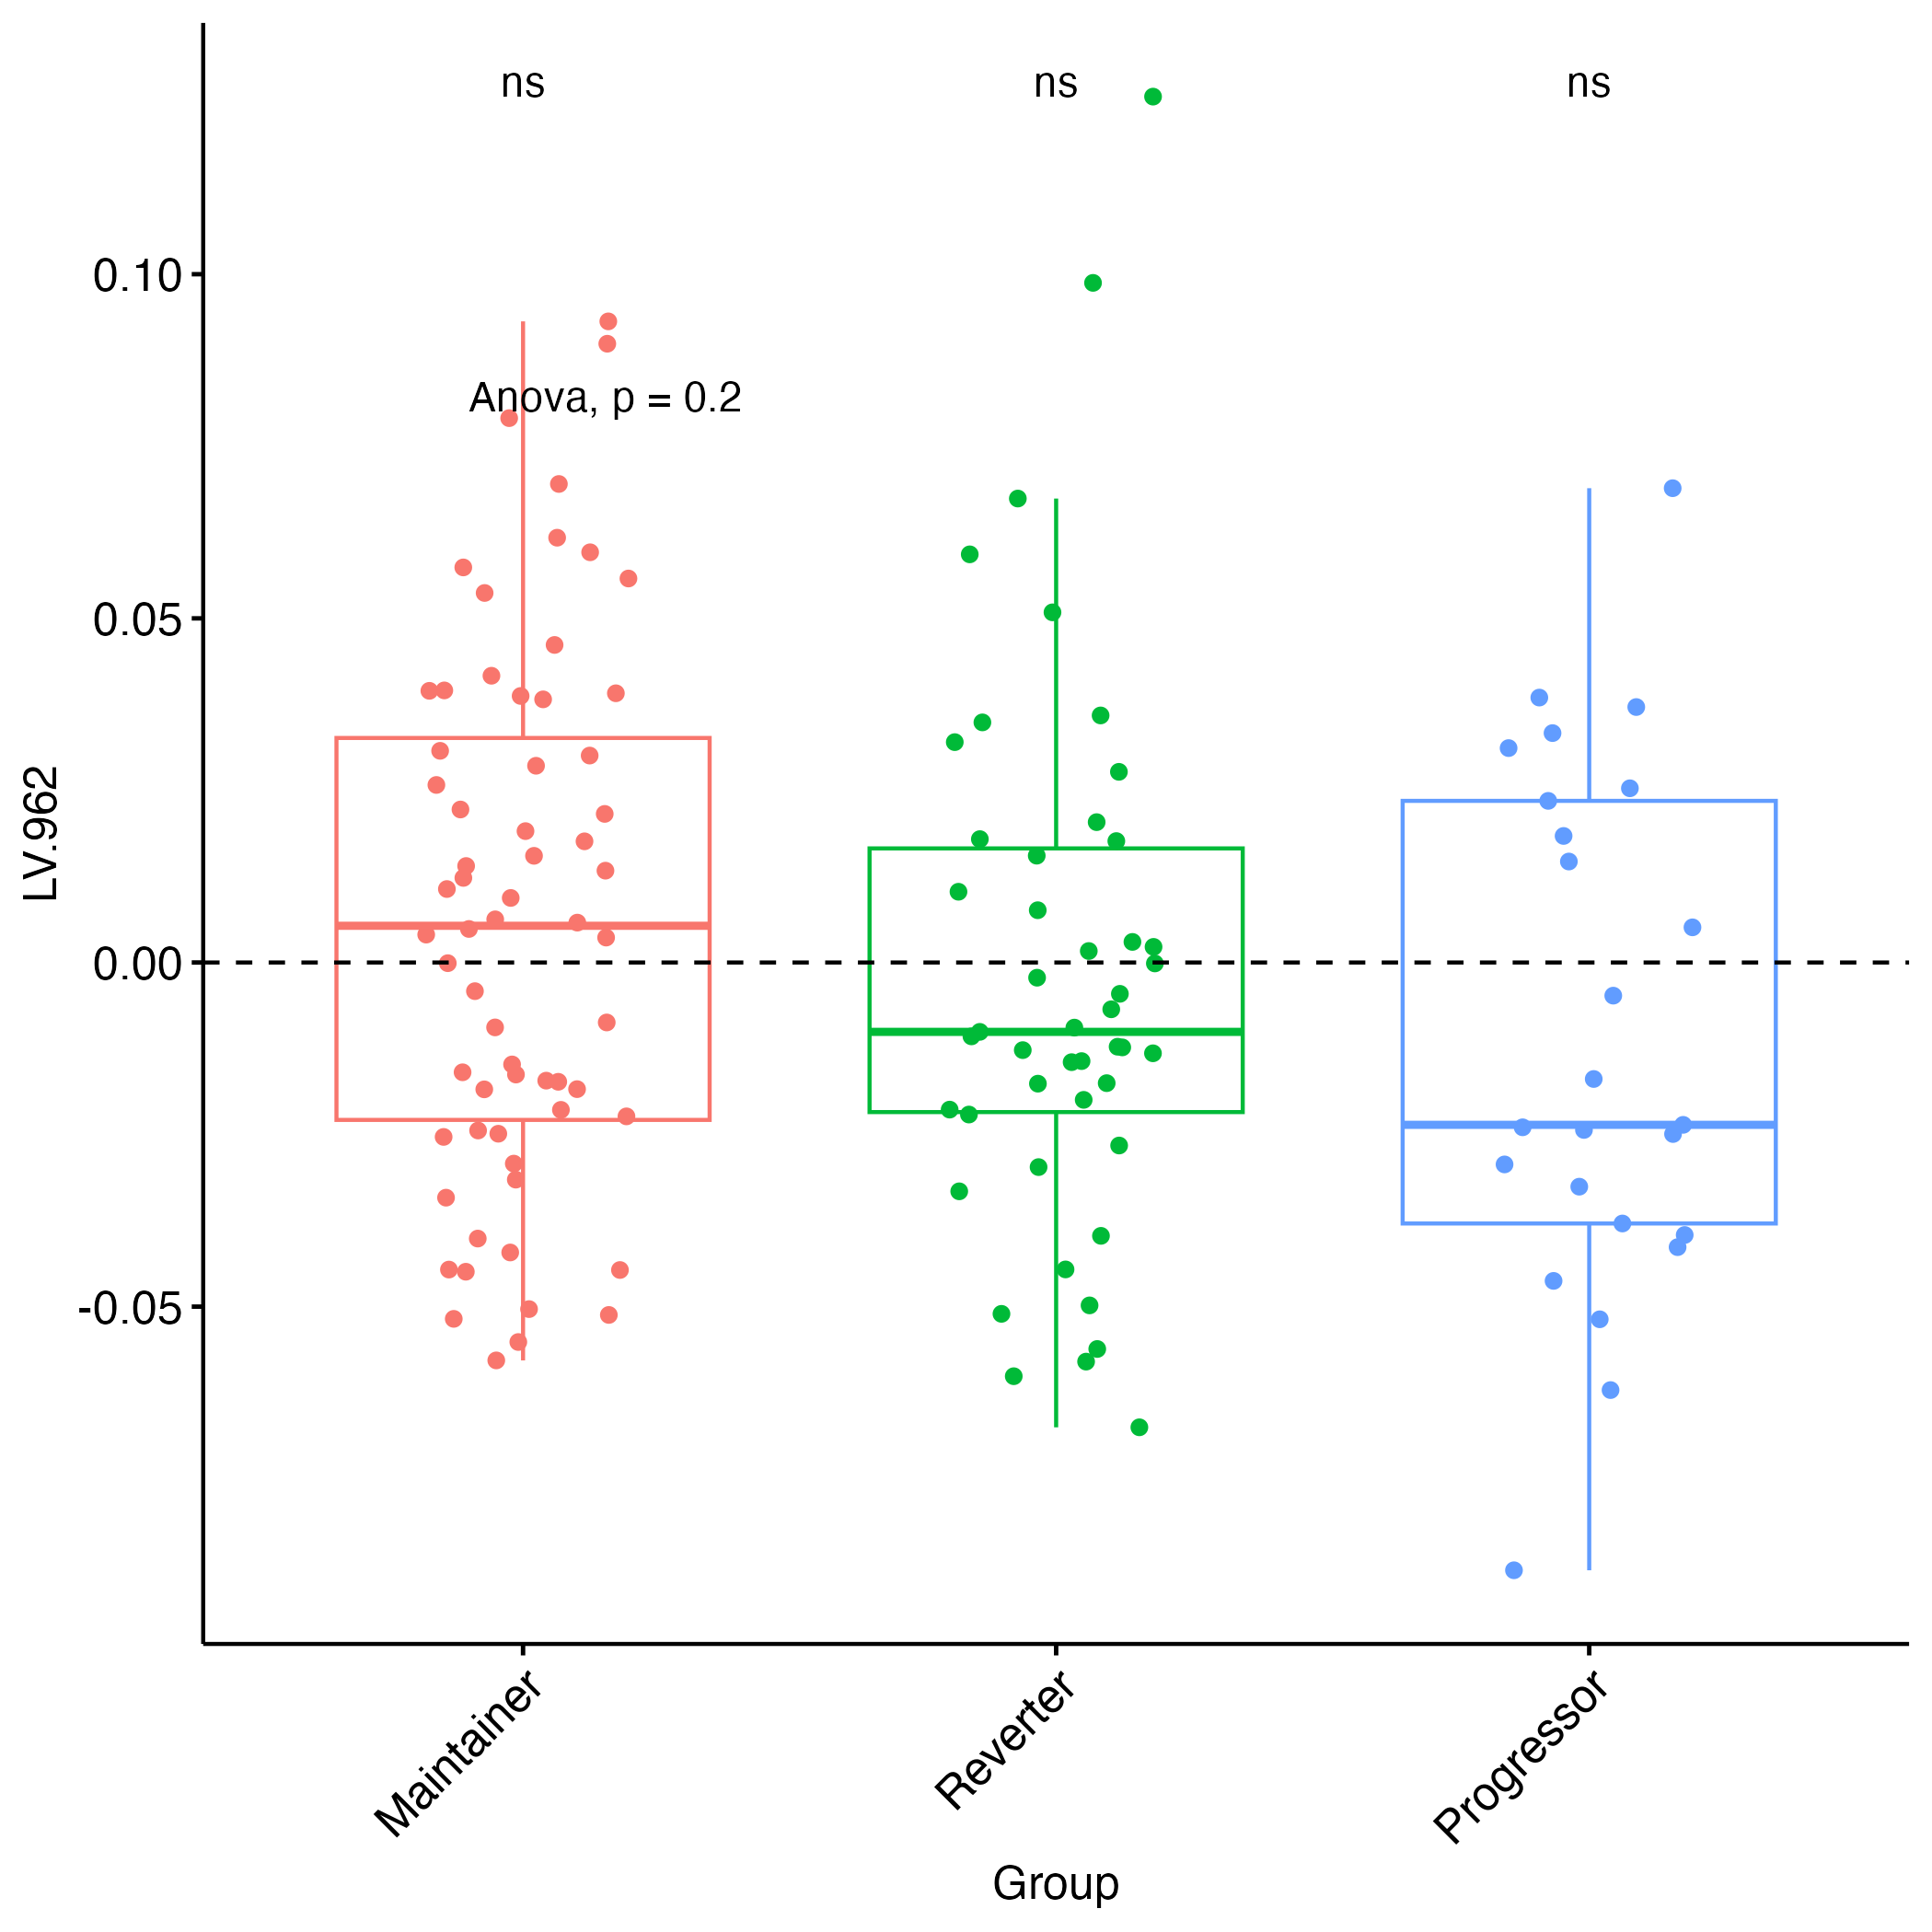 ns ns ns
Anova, p = 0.2
0.10
0.05
0.00
-0.05
LV.962
Maintainer Reverter Progressor
Group